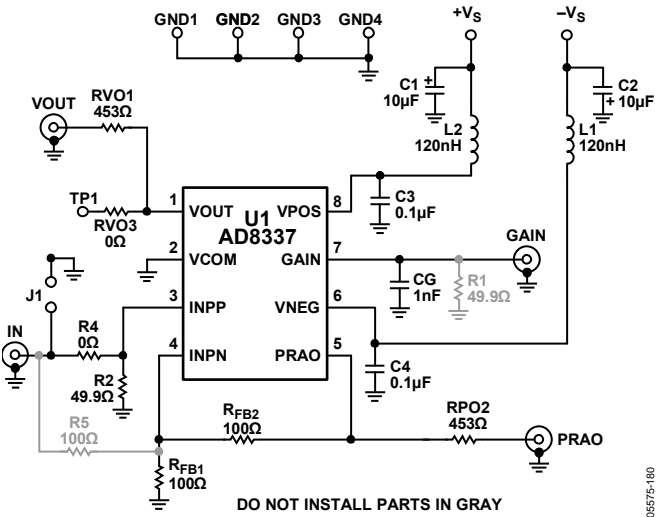 GND1 GND2 GND3 GND4
+VS
–VS
C1
10µF
+
C2
+ 10µF
RVO1
453Ω
VOUT
L2
120nH
L1
120nH
TP1
RVO3
0Ω
1
VOUT
U1
AD8337
VPOS
8
C3
0.1µF
2
VCOM
GAIN
7
GAIN
CG
1nF
R1
49.9Ω
J1
3
INPP
VNEG
6
IN
R4
0Ω
4
INPN
PRAO
5
R2
49.9Ω
C4
0.1µF
R5
100Ω
RFB2
100Ω
RPO2
453Ω
PRAO
RFB1
100Ω
DO NOT INSTALL PARTS IN GRAY
05575-180